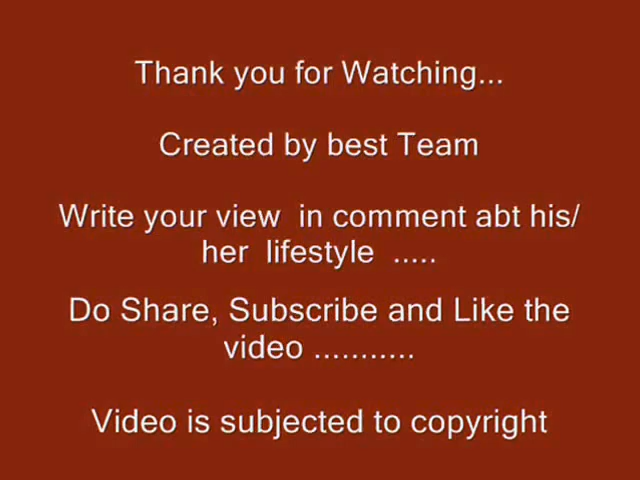 Thank you for Watching...
Created by best Team
Write your view  in comment abt his/
her  lifestyle  .....
Do Share, Subscribe and Like the
video ...........
Video is subjected to copyright